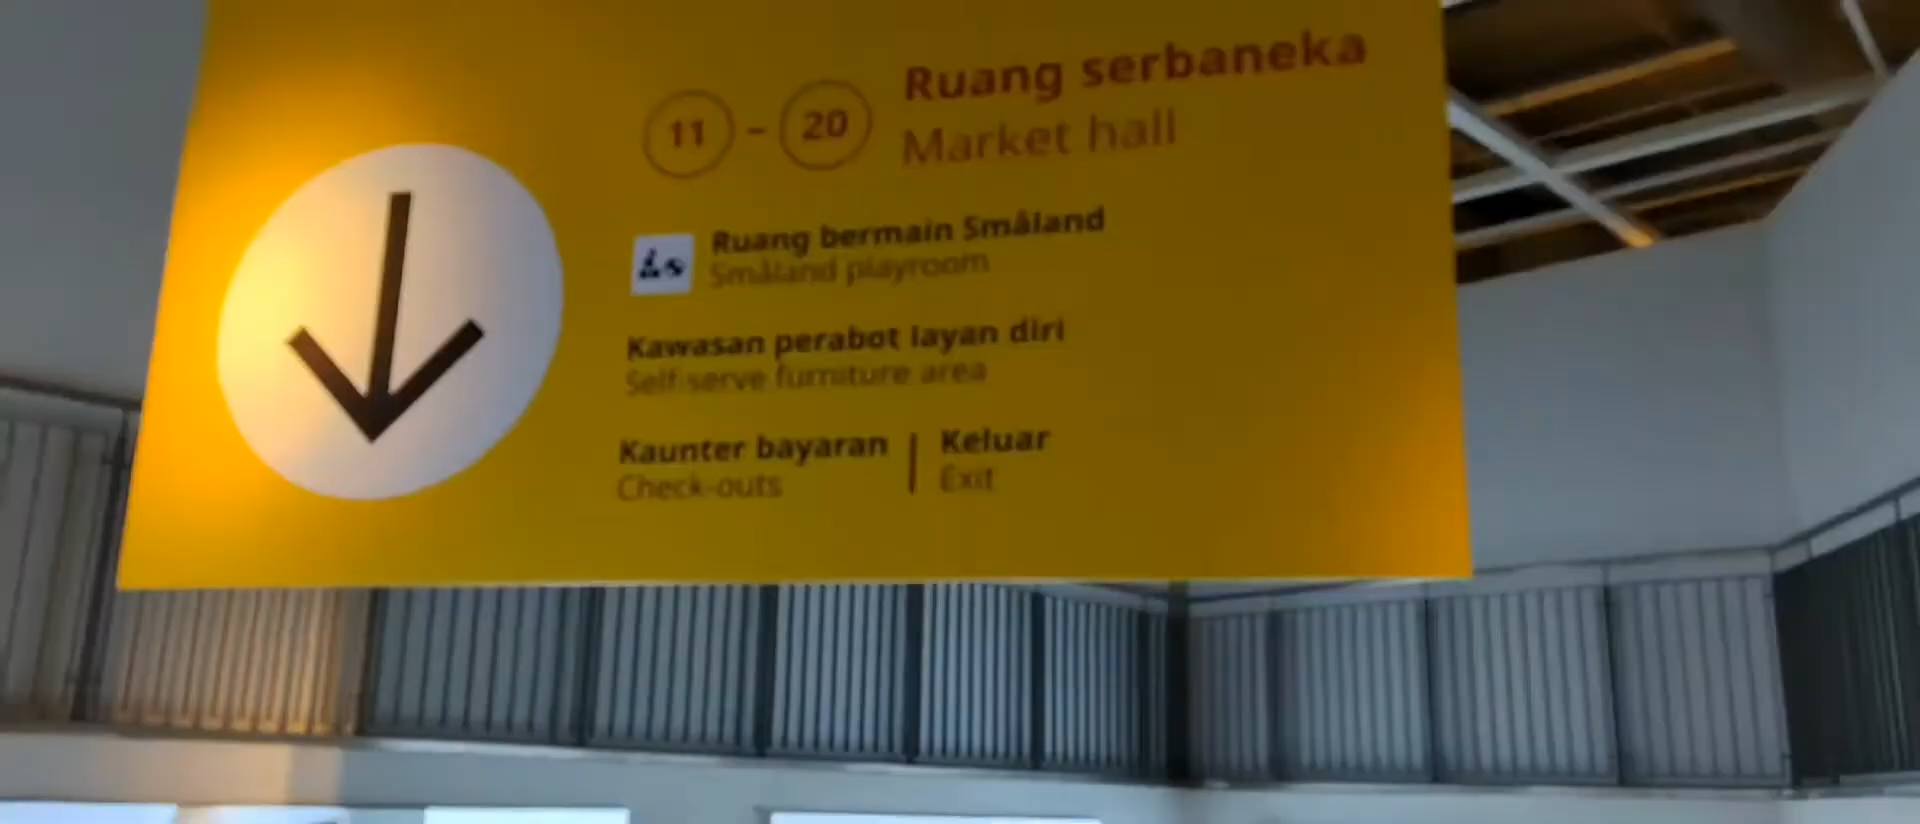 11 – 20 Ruang serbaneka
Market hall
Ruang bermain Småland
Småland playroom
Kawasan perabot layan diri
Self-serve furniture area
Kaunter bayaran | Keluar
Check-outs Exit